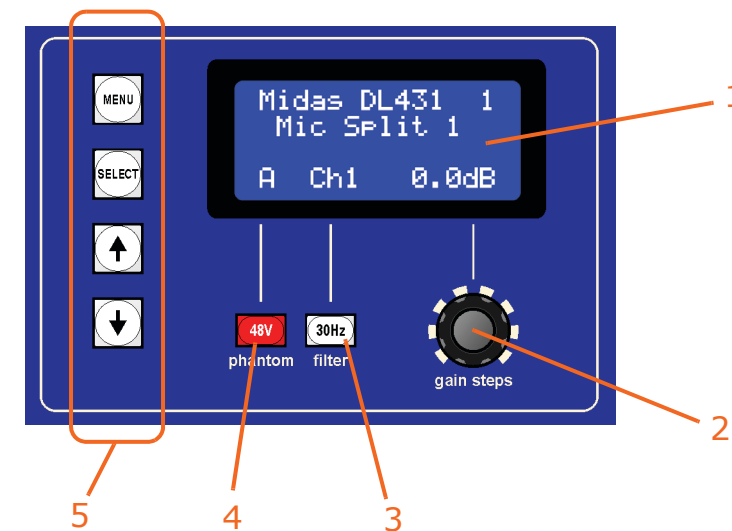 MENU
SELECT
Midas DL431 1
Mic Split 1
A Ch1 0.0dB
48V
30Hz
phantom
filter
gain steps
1
2
3
4
5